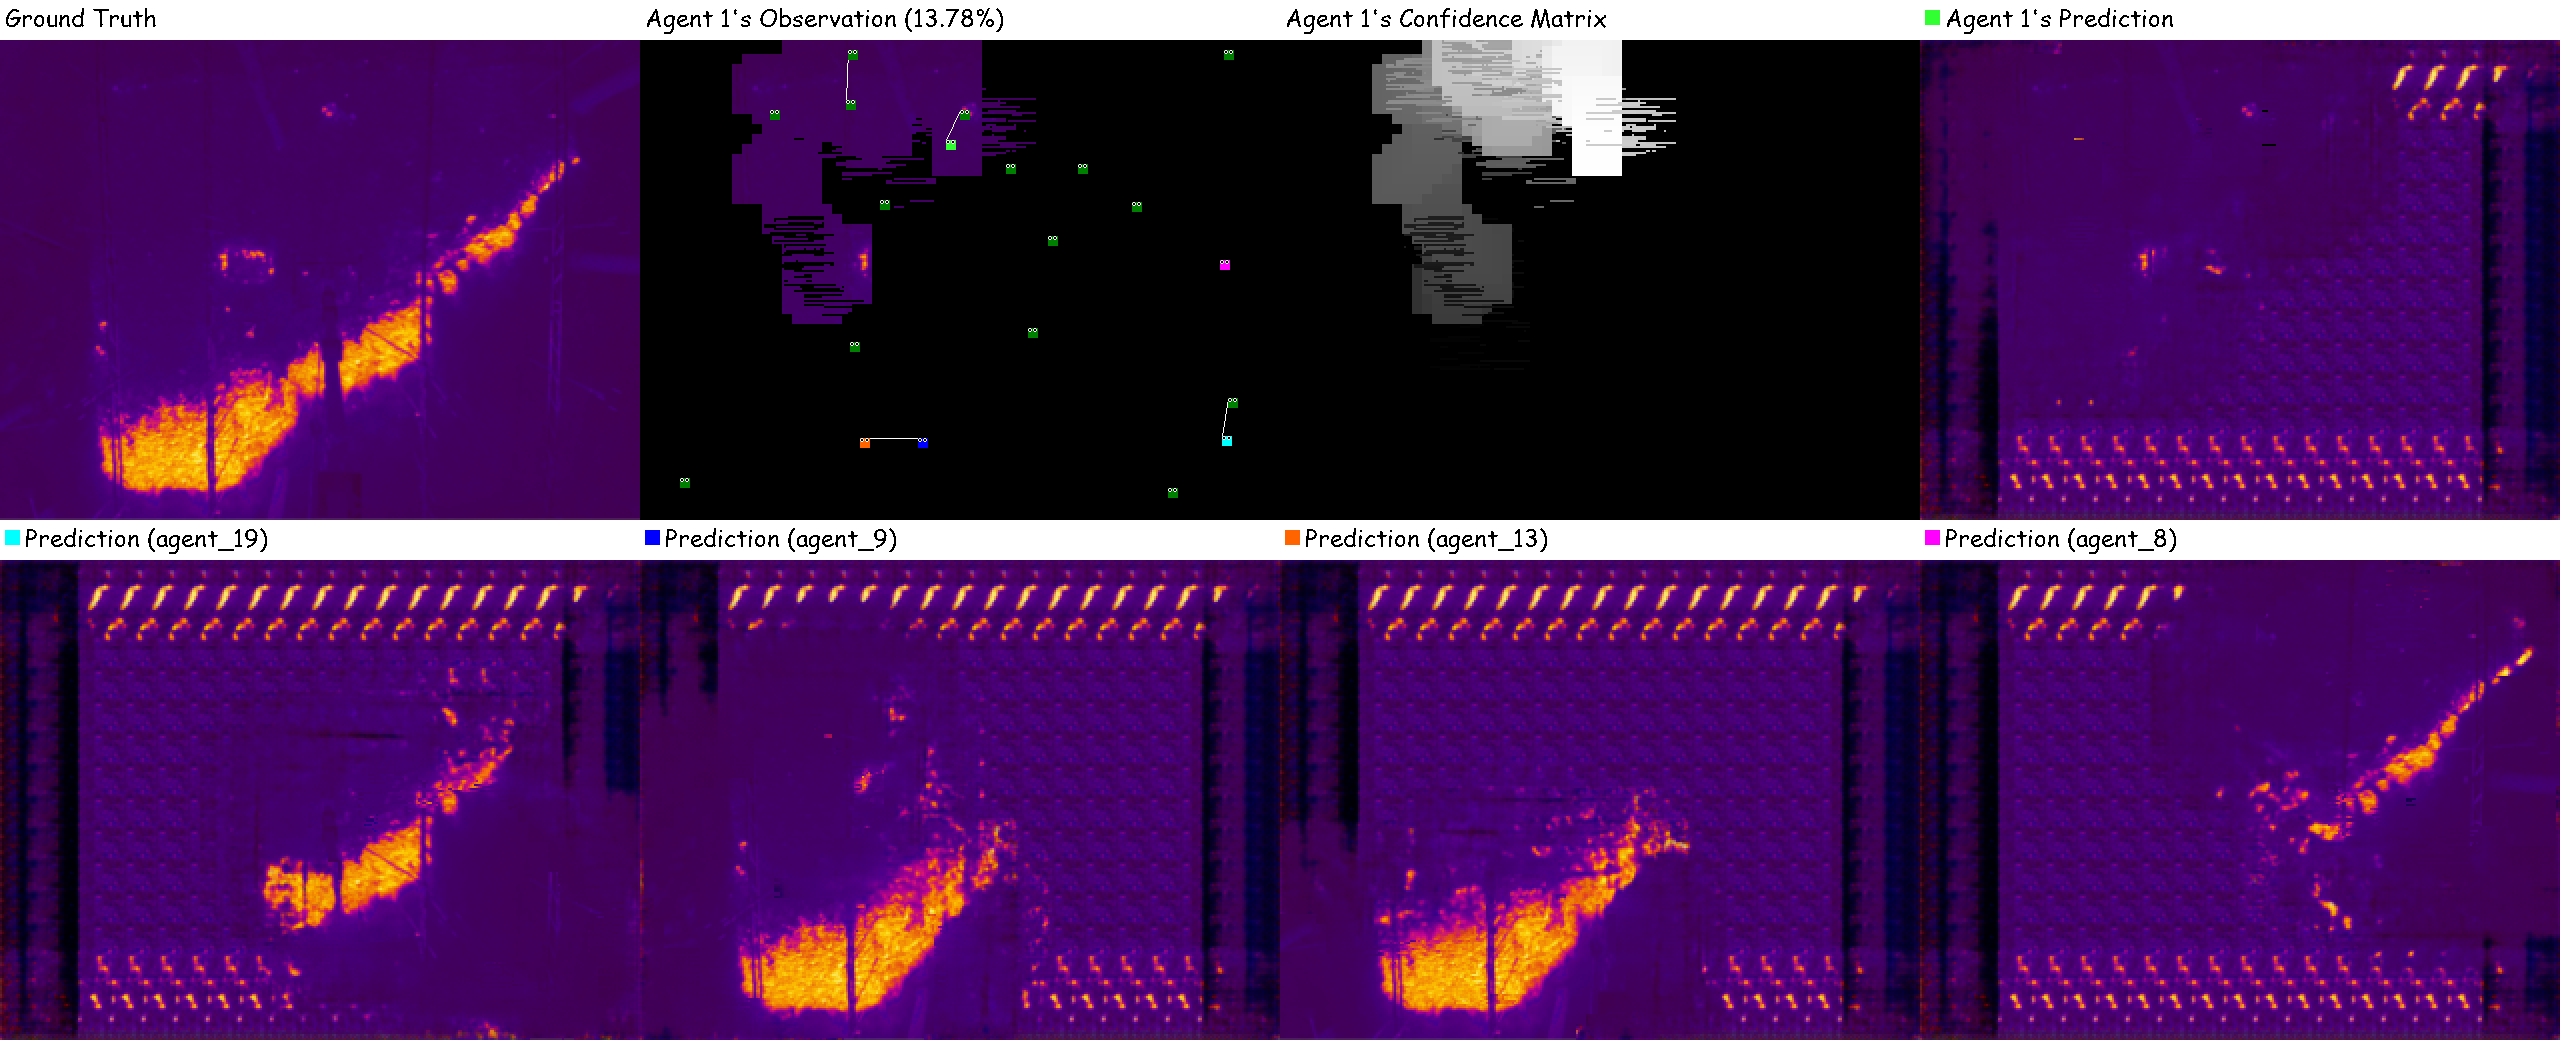 Ground Truth
Agent 1's Observation (13.78%)
Agent 1's Confidence Matrix
Agent 1's Prediction
Prediction (agent_19)
Prediction (agent_9)
Prediction (agent_13)
Prediction (agent_8)